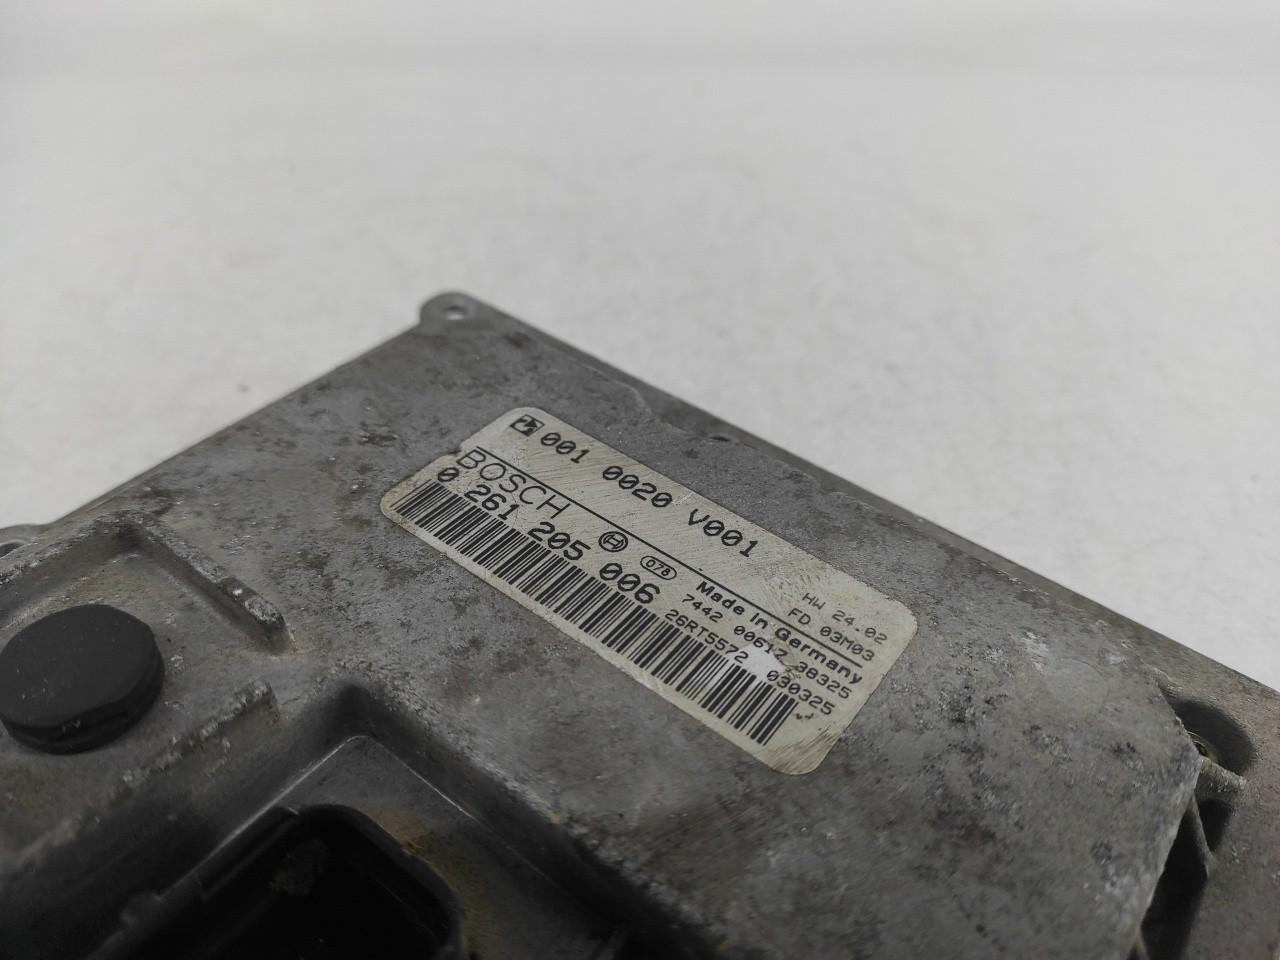 001 0020 V001
HW 24.02
FD 03M03
BOSCH
078
Made in Germany
0 261 205 006
7442 00617 38325
26RT5572 030325